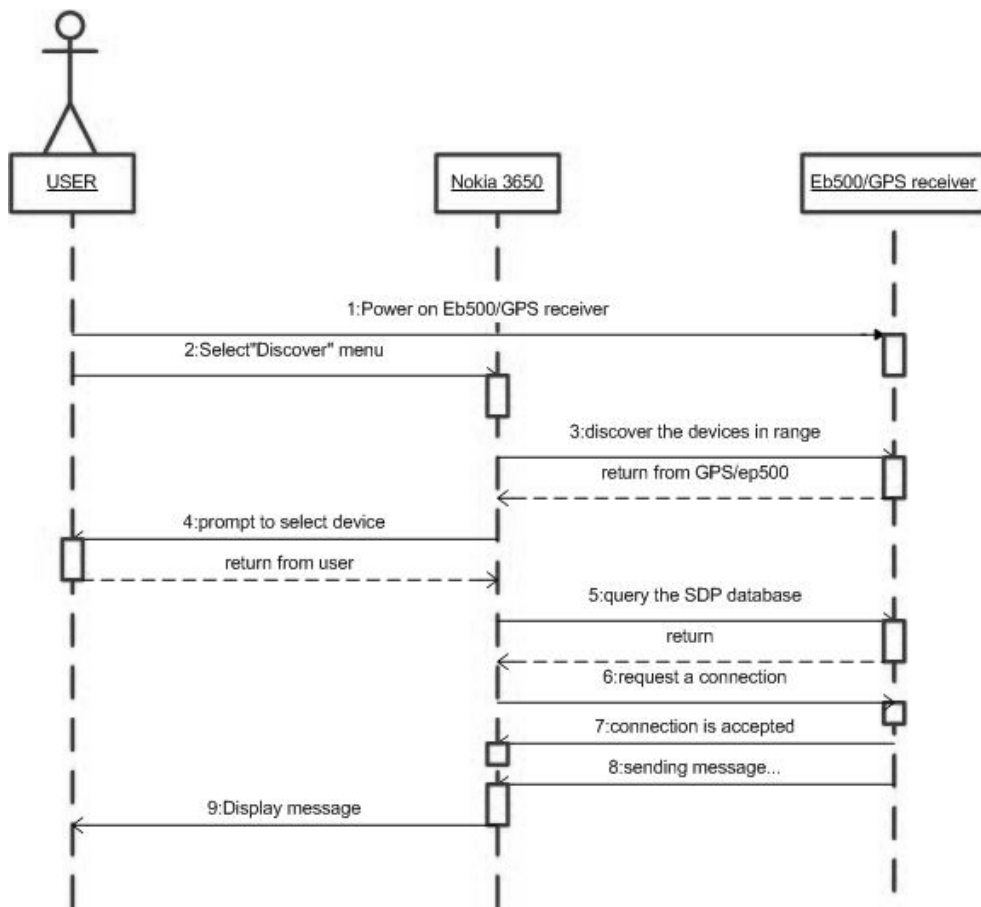 USER
Nokia 3650
Eb500/GPS receiver
1:Power on Eb500/GPS receiver
2:Select"Discover" menu
3:discover the devices in range
return from GPS/ep500
4:prompt to select device
return from user
5:query the SDP database
return
6:request a connection
7:connection is accepted
8:sending message...
9:Display message